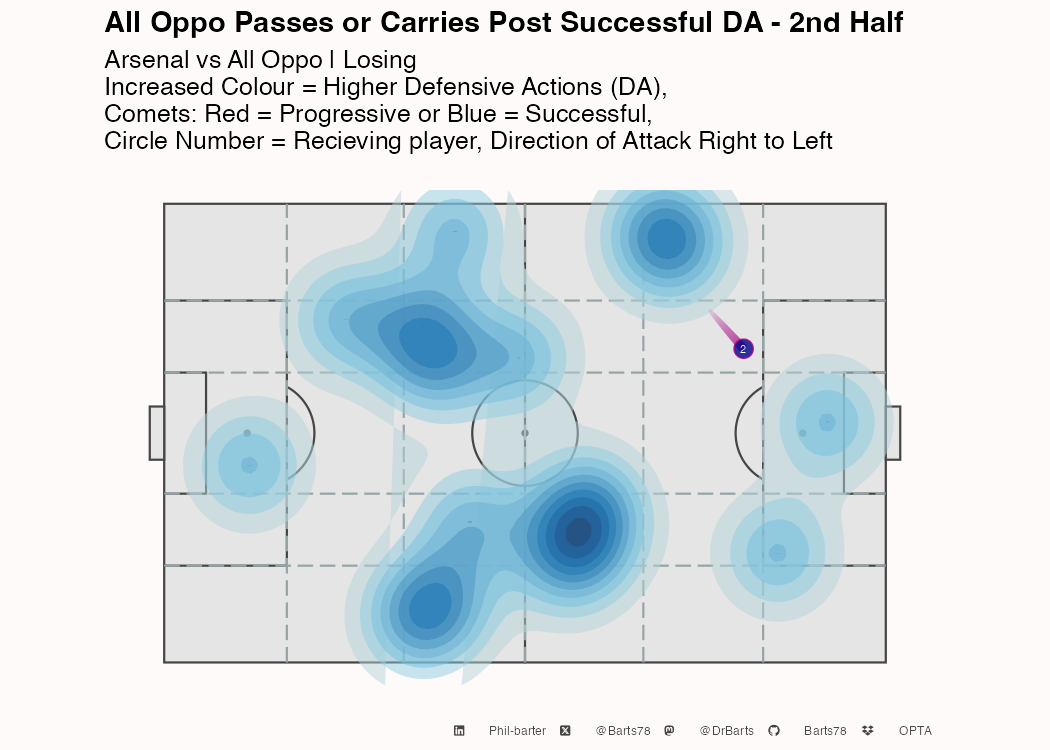 All Oppo Passes or Carries Post Successful DA - 2nd Half
Arsenal vs All Oppo | Losing
Increased Colour = Higher Defensive Actions (DA),
Comets: Red = Progressive or Blue = Successful,
Circle Number = Recieving player, Direction of Attack Right to Left
2
Phil-barter @Barts78 @DrBarts Barts78 OPTA